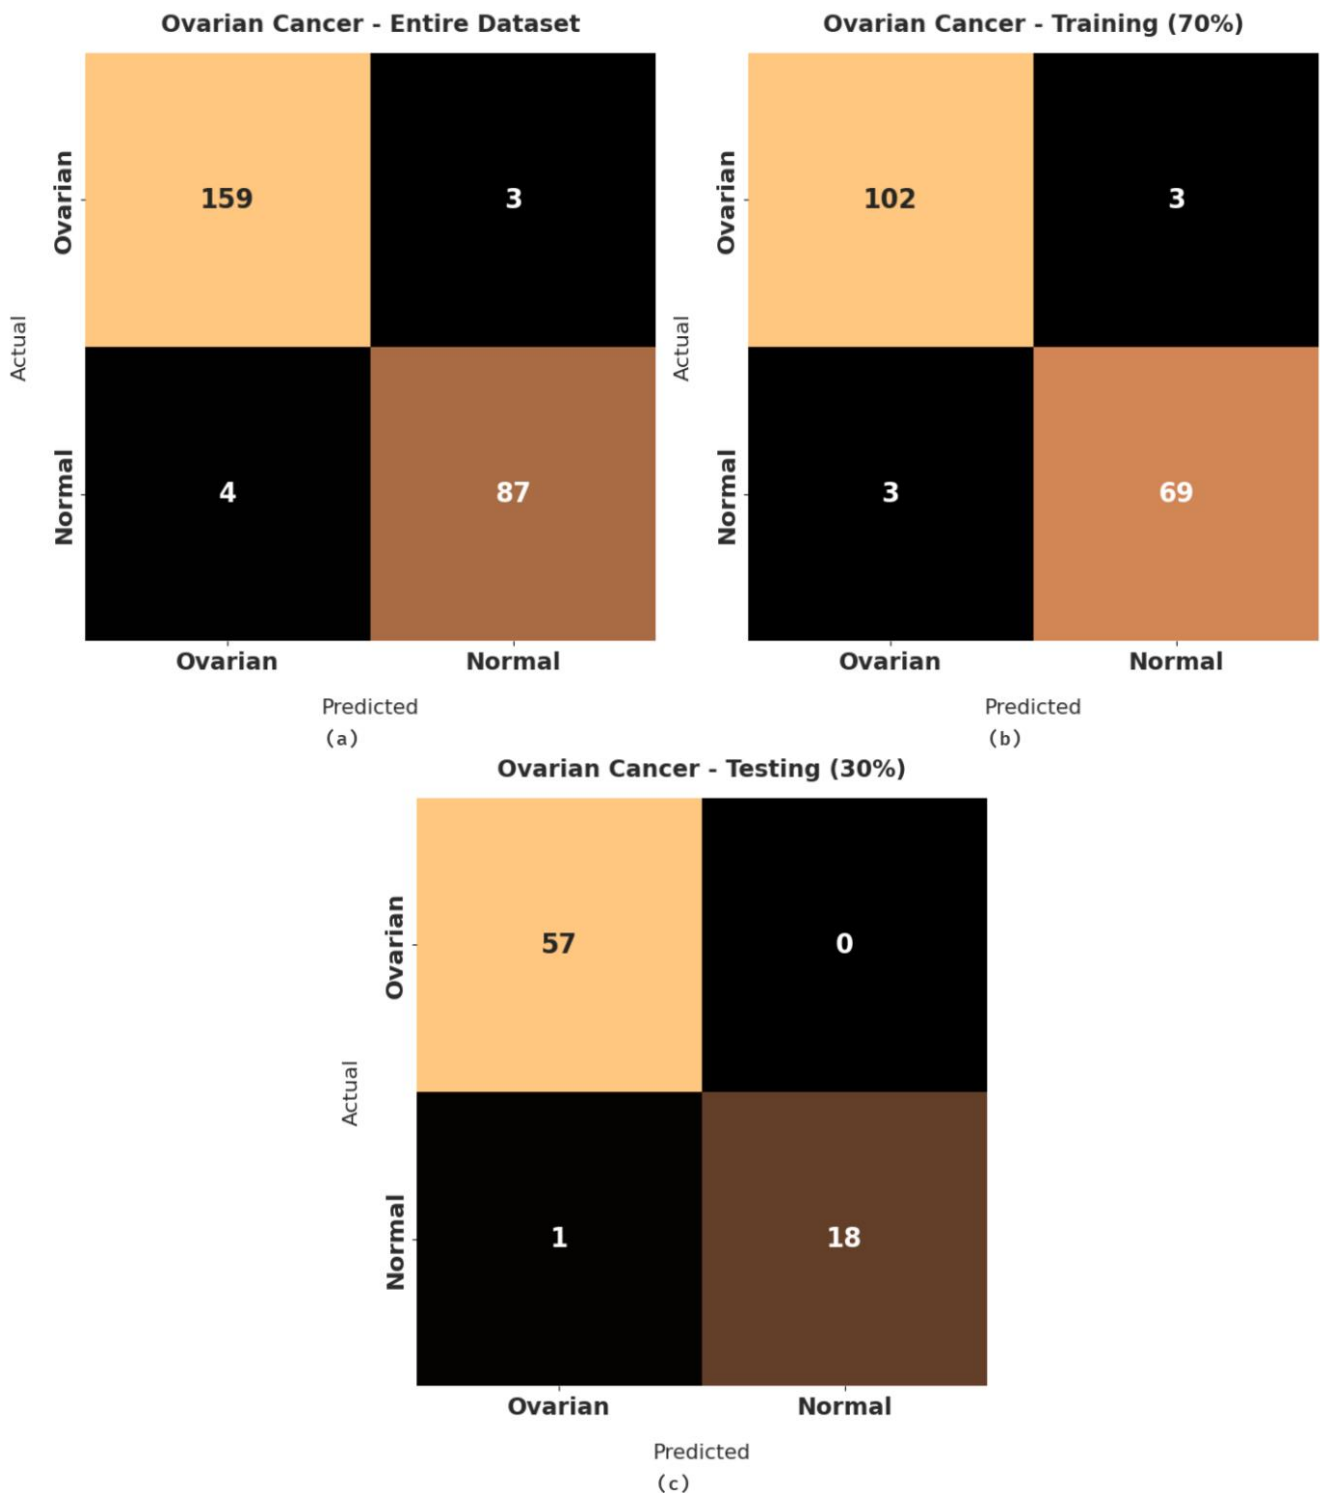 Ovarian Cancer - Entire Dataset
Actual
Ovarian
159
3
Normal
4
87
Ovarian
Normal
Predicted
(a)
Ovarian Cancer - Training (70%)
Actual
Ovarian
102
3
Normal
3
69
Ovarian
Normal
Predicted
(b)
Ovarian Cancer - Testing (30%)
Actual
Ovarian
57
0
Normal
1
18
Ovarian
Normal
Predicted
(c)